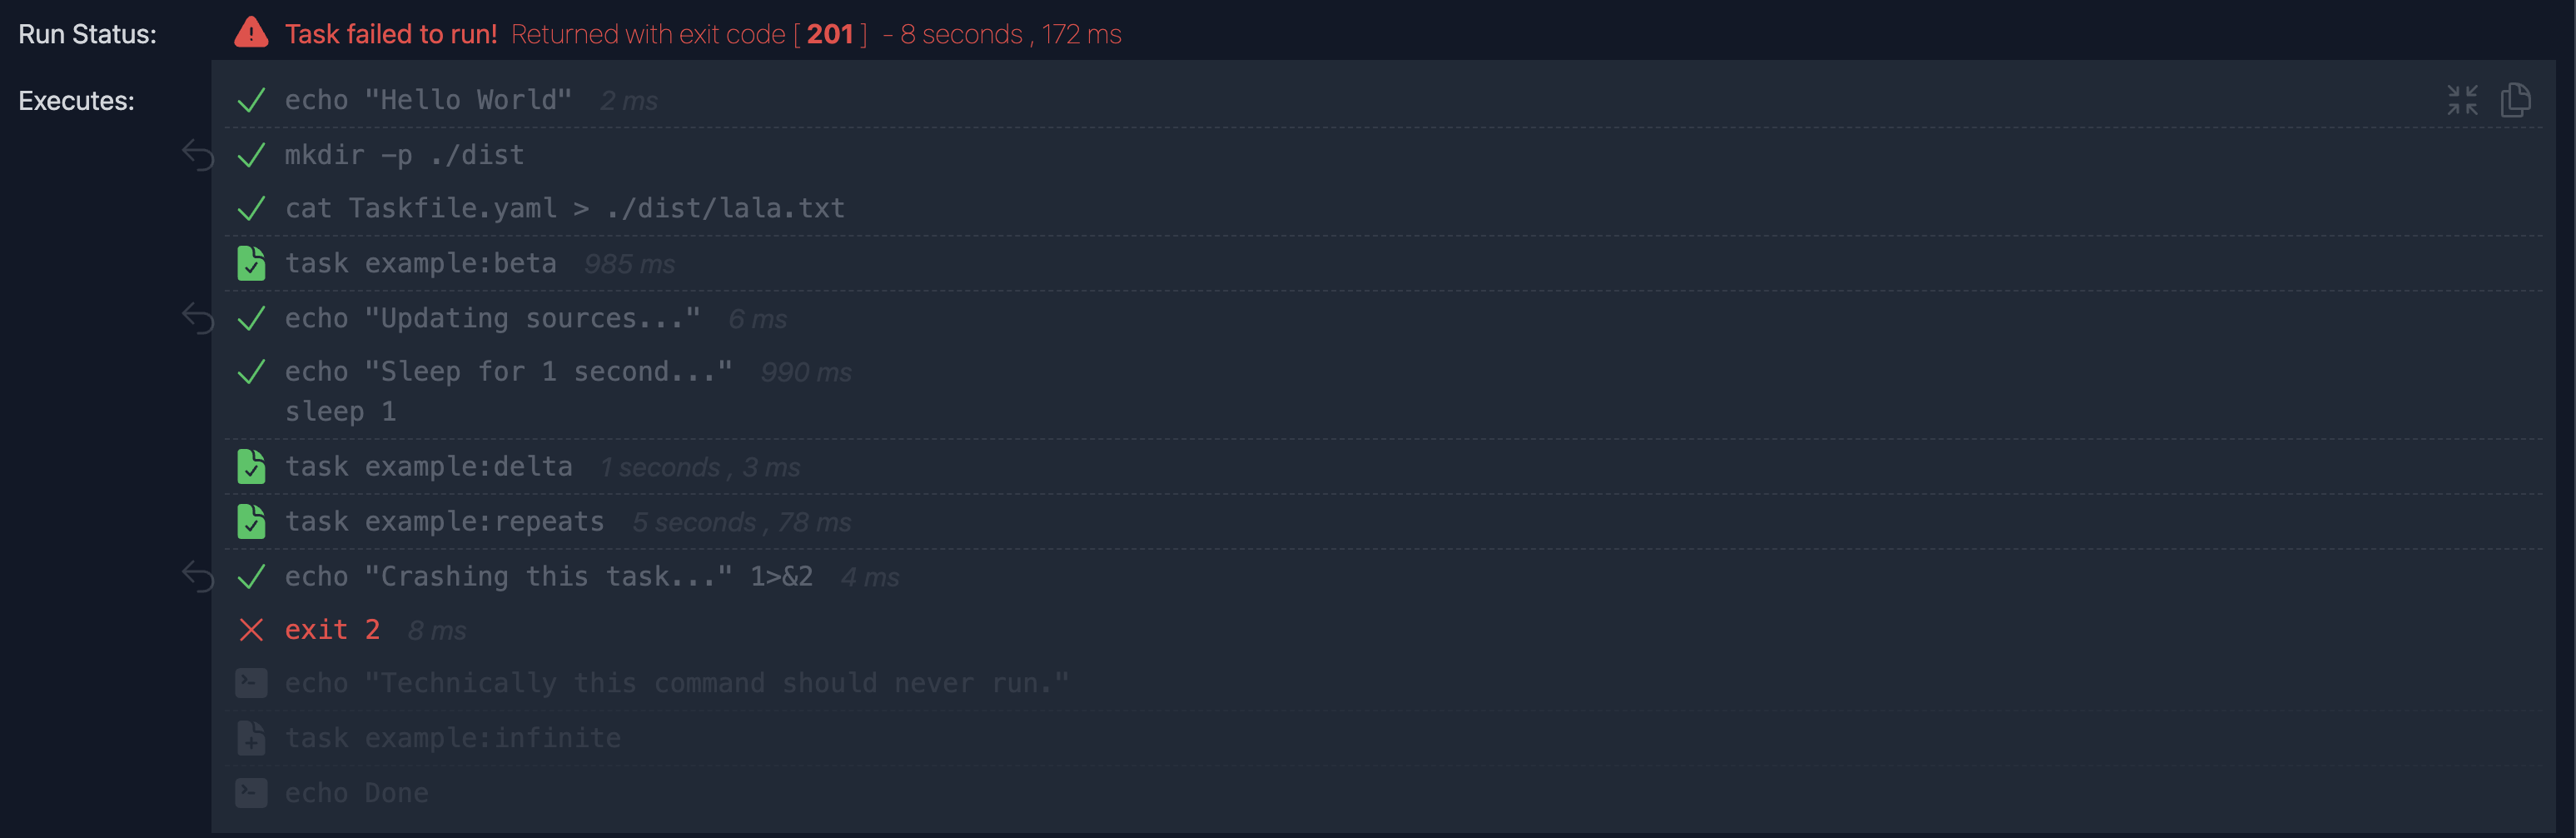 Run Status: Task failed to run! Returned with exit code [ 201 ] - 8 seconds , 172 ms
Executes: echo "Hello World" 2 ms
mkdir -p ./dist
cat Taskfile.yaml > ./dist/lala.txt
task example:beta 985 ms
echo "Updating sources..." 6 ms
echo "Sleep for 1 second..." 990 ms
sleep 1
task example:delta 1 seconds , 3 ms
task example:repeats 5 seconds , 78 ms
echo "Crashing this task..." 1>&2 4 ms
exit 2 8 ms
echo "Technically this command should never run."
task example:infinite
echo Done